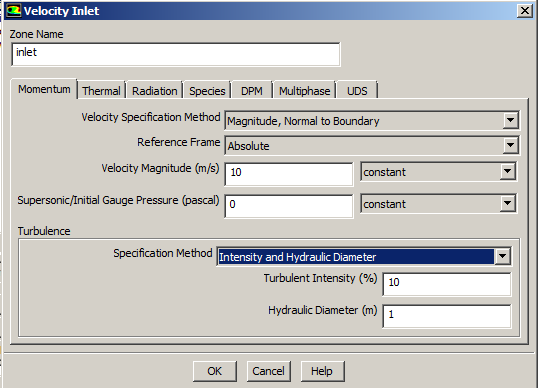 Velocity Inlet
Zone Name
inlet
Momentum Thermal Radiation Species DPM Multiphase UDS
Velocity Specification Method Magnitude, Normal to Boundary
Reference Frame Absolute
Velocity Magnitude (m/s) 10 constant
Supersonic/Initial Gauge Pressure (pascal) 0 constant
Turbulence
Specification Method Intensity and Hydraulic Diameter
Turbulent Intensity (%) 10
Hydraulic Diameter (m) 1
OK Cancel Help